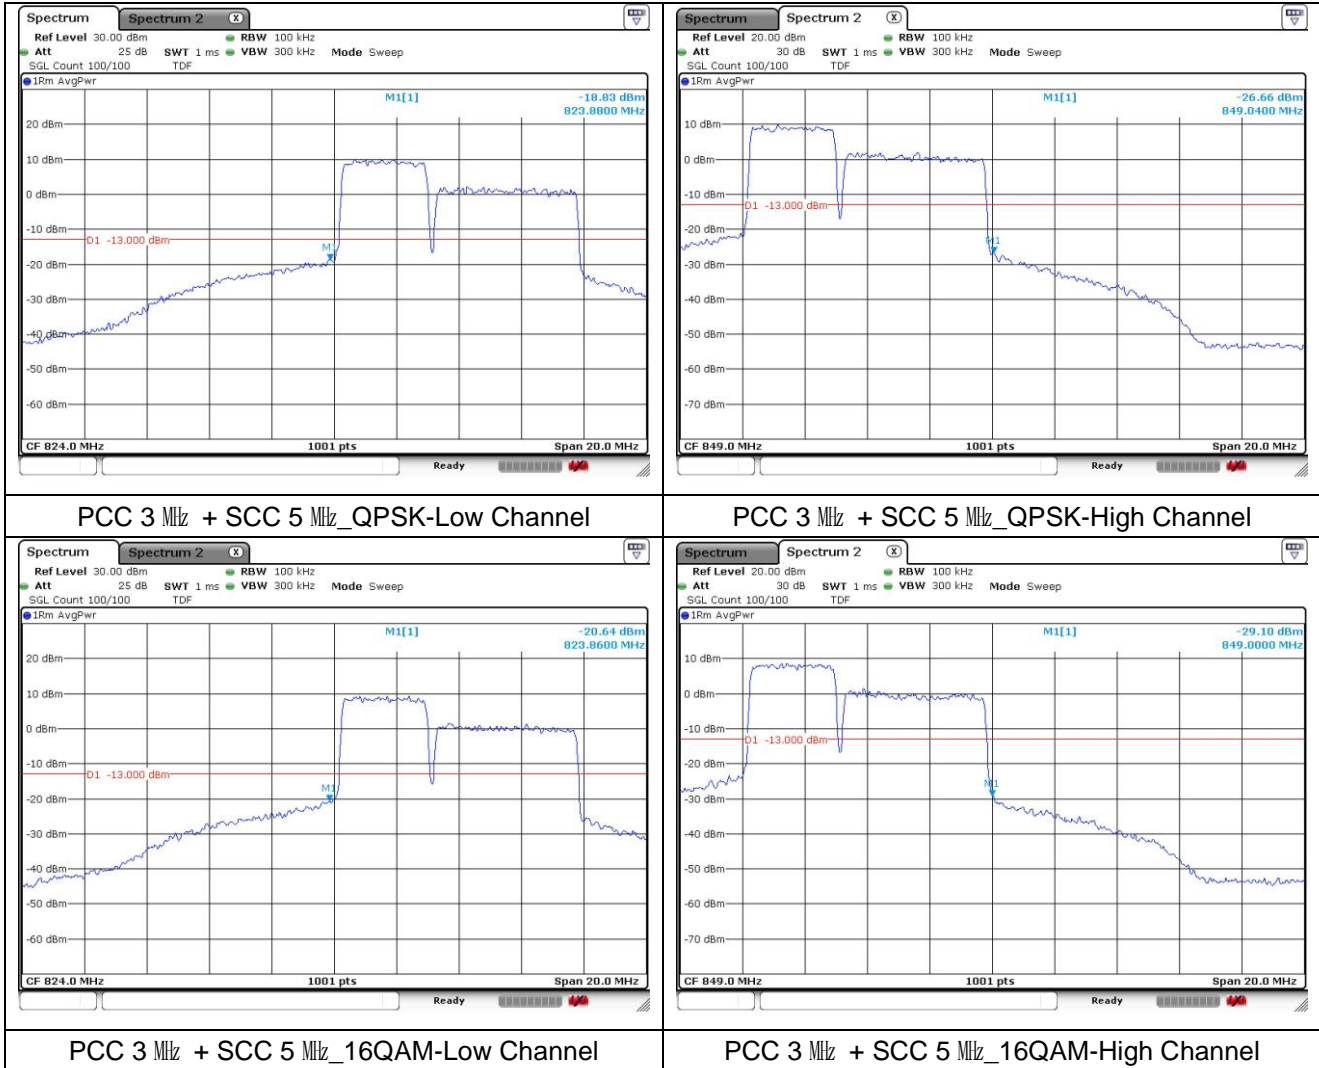 Spectrum Spectrum 2 X
Ref Level 30.00 dBm RBW 100 kHz
Att 25 dB SWT 1 ms VBW 300 kHz Mode Sweep
SGL Count 100/100 TDF
1Rm AvgPwr
M1[1] -18.83 dBm
823.8800 MHz
20 dBm
10 dBm
0 dBm
-10 dBm
D1 -13.000 dBm
M1
-20 dBm
-30 dBm
-40 dBm
-50 dBm
-60 dBm
CF 824.0 MHz 1001 pts Span 20.0 MHz
Ready
Spectrum Spectrum 2 X
Ref Level 20.00 dBm RBW 100 kHz
Att 30 dB SWT 1 ms VBW 300 kHz Mode Sweep
SGL Count 100/100 TDF
1Rm AvgPwr
M1[1] -26.66 dBm
849.0400 MHz
10 dBm
0 dBm
-10 dBm
D1 -13.000 dBm
-20 dBm
M1
-30 dBm
-40 dBm
-50 dBm
-60 dBm
-70 dBm
CF 849.0 MHz 1001 pts Span 20.0 MHz
Ready
PCC 3 ㎒ + SCC 5 ㎒_QPSK-Low Channel
PCC 3 ㎒ + SCC 5 ㎒_QPSK-High Channel
Spectrum Spectrum 2 X
Ref Level 30.00 dBm RBW 100 kHz
Att 25 dB SWT 1 ms VBW 300 kHz Mode Sweep
SGL Count 100/100 TDF
1Rm AvgPwr
M1[1] -20.64 dBm
823.8600 MHz
20 dBm
10 dBm
0 dBm
-10 dBm
D1 -13.000 dBm
M1
-20 dBm
-30 dBm
-40 dBm
-50 dBm
-60 dBm
CF 824.0 MHz 1001 pts Span 20.0 MHz
Ready
Spectrum Spectrum 2 X
Ref Level 20.00 dBm RBW 100 kHz
Att 30 dB SWT 1 ms VBW 300 kHz Mode Sweep
SGL Count 100/100 TDF
1Rm AvgPwr
M1[1] -29.10 dBm
849.0000 MHz
10 dBm
0 dBm
-10 dBm
D1 -13.000 dBm
-20 dBm
M1
-30 dBm
-40 dBm
-50 dBm
-60 dBm
-70 dBm
CF 849.0 MHz 1001 pts Span 20.0 MHz
Ready
PCC 3 ㎒ + SCC 5 ㎒_16QAM-Low Channel
PCC 3 ㎒ + SCC 5 ㎒_16QAM-High Channel